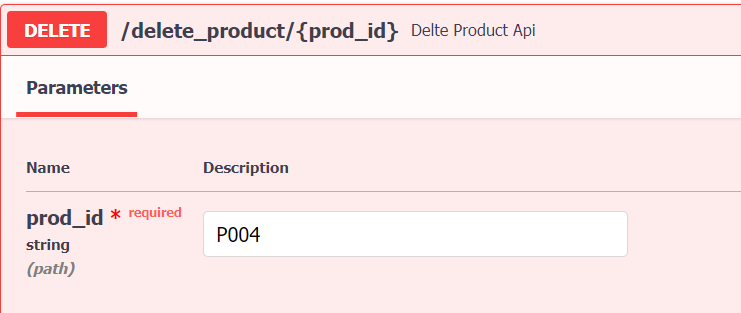 DELETE /delete_product/{prod_id} Delte Product Api
Parameters
Name Description
prod_id * required
string
(path)
P004